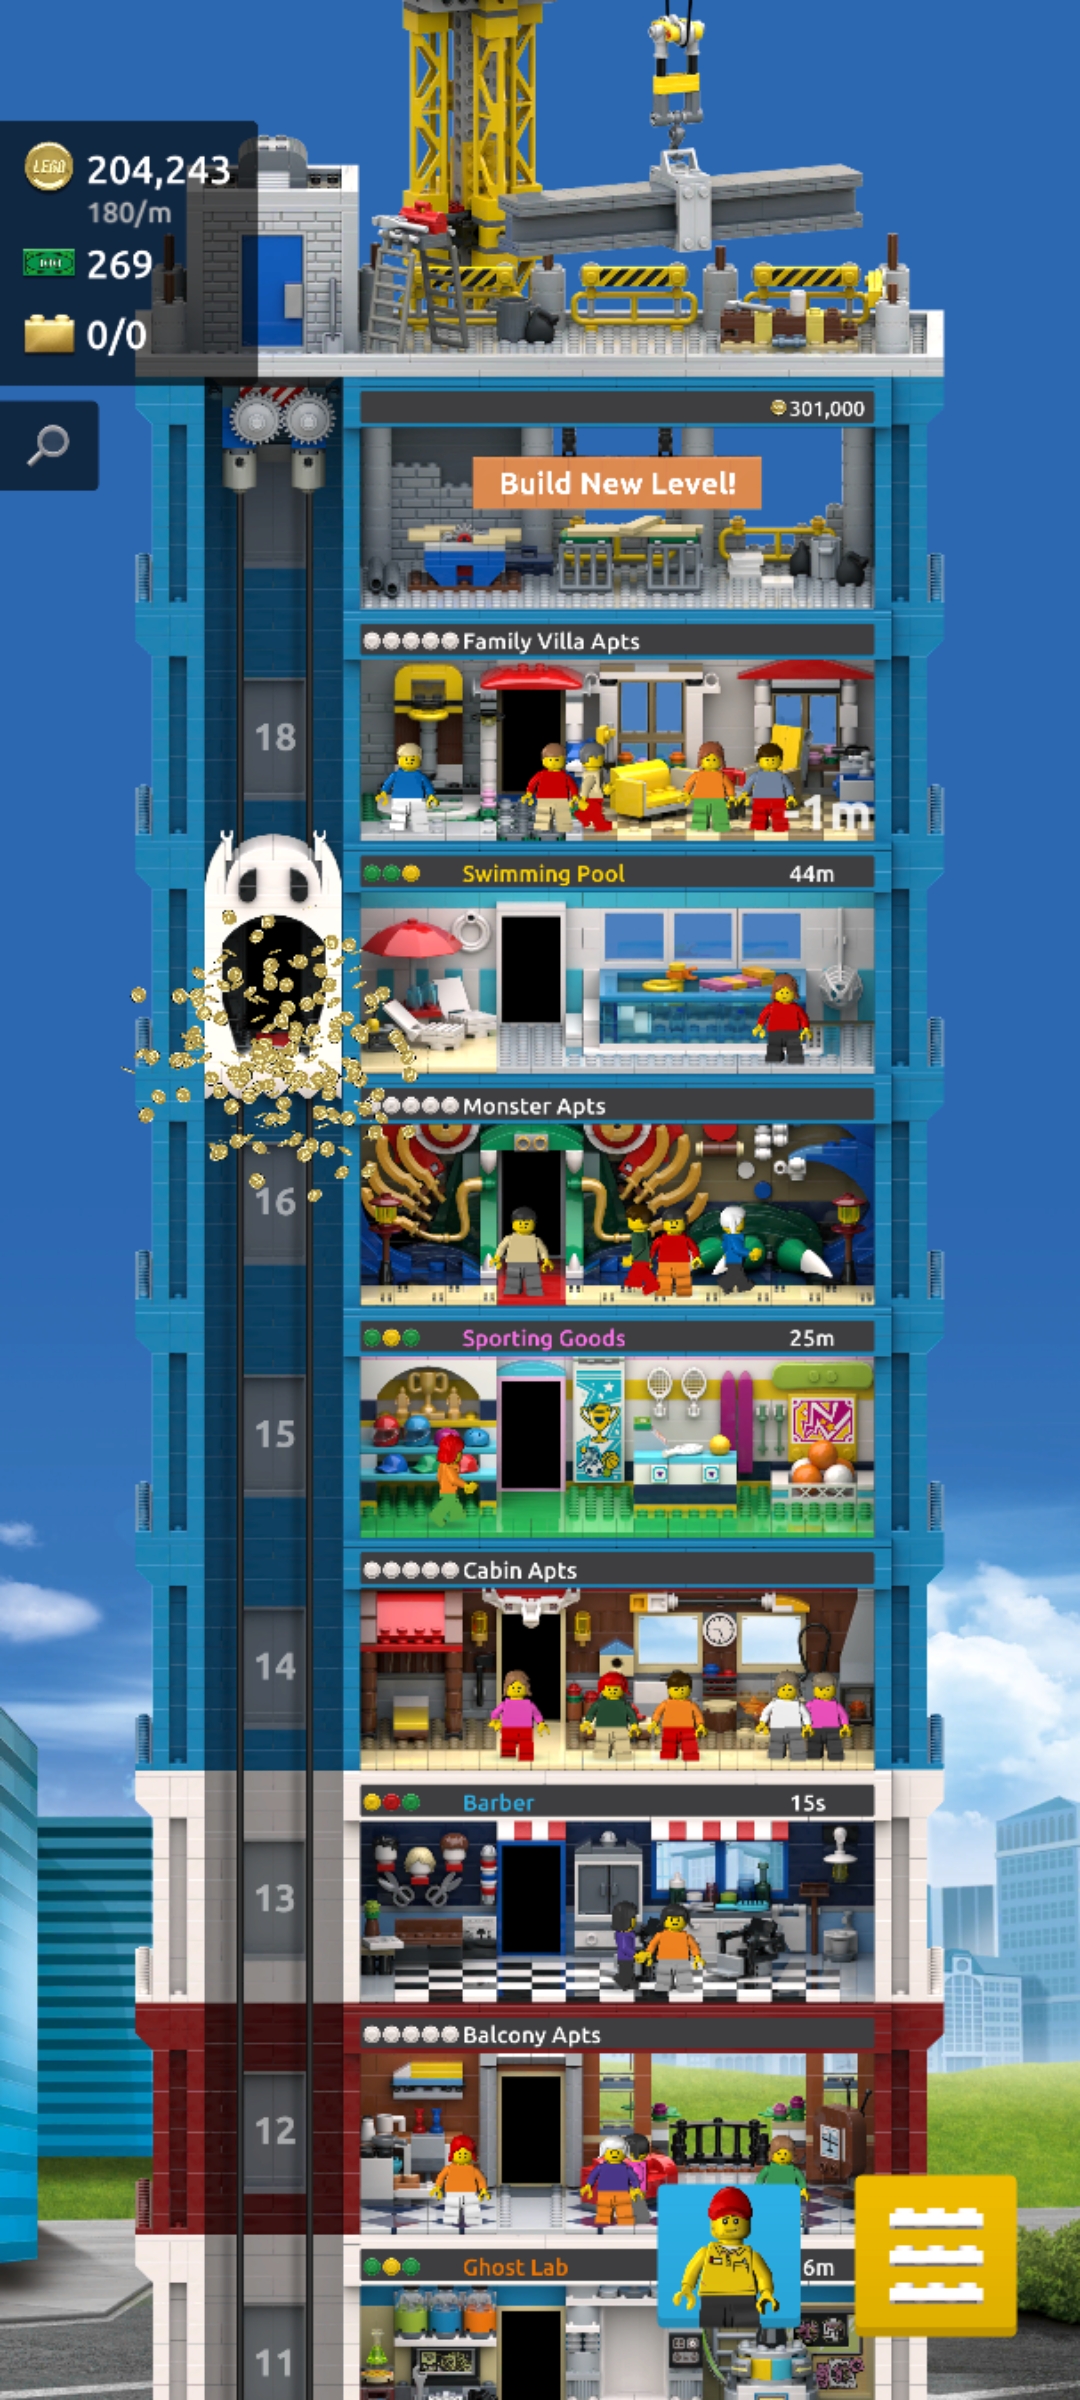 LEGO 204,243
180/m
269
0/0
301,000
Build New Level!
Family Villa Apts
18
-1m
Swimming Pool 44m
Monster Apts
16
Sporting Goods 25m
15
Cabin Apts
14
Barber 15s
13
Balcony Apts
12
Ghost Lab 6m
11